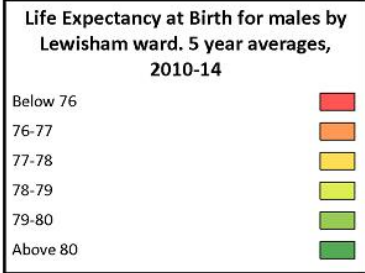 Life Expectancy at Birth for males by
Lewisham ward. 5 year averages,
2010-14
Below 76
76-77
77-78
78-79
79-80
Above 80